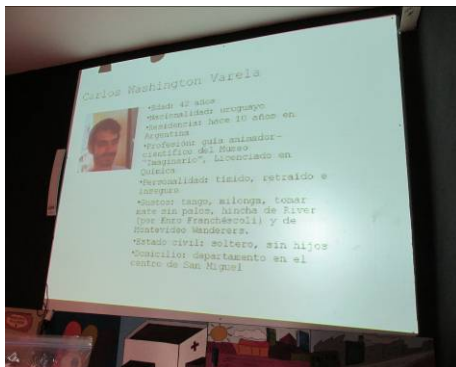 Carlos Washington Varela
•Edad: 42 años
•Nacionalidad: uruguayo
•Residencia: hace 10 años en
Argentina
•Profesión: guía animador-
científico del Museo
"Imaginario". Licenciado en
Química
•Personalidad: tímido, retraído e
inseguro
•Gustos: tango, milonga, tomar
mate sin palos, hincha de River
(por Enzo Francéscoli) y de
Montevideo Wanderers.
•Estado civil: soltero, sin hijos
•Domicilio: departamento en el
centro de San Miguel